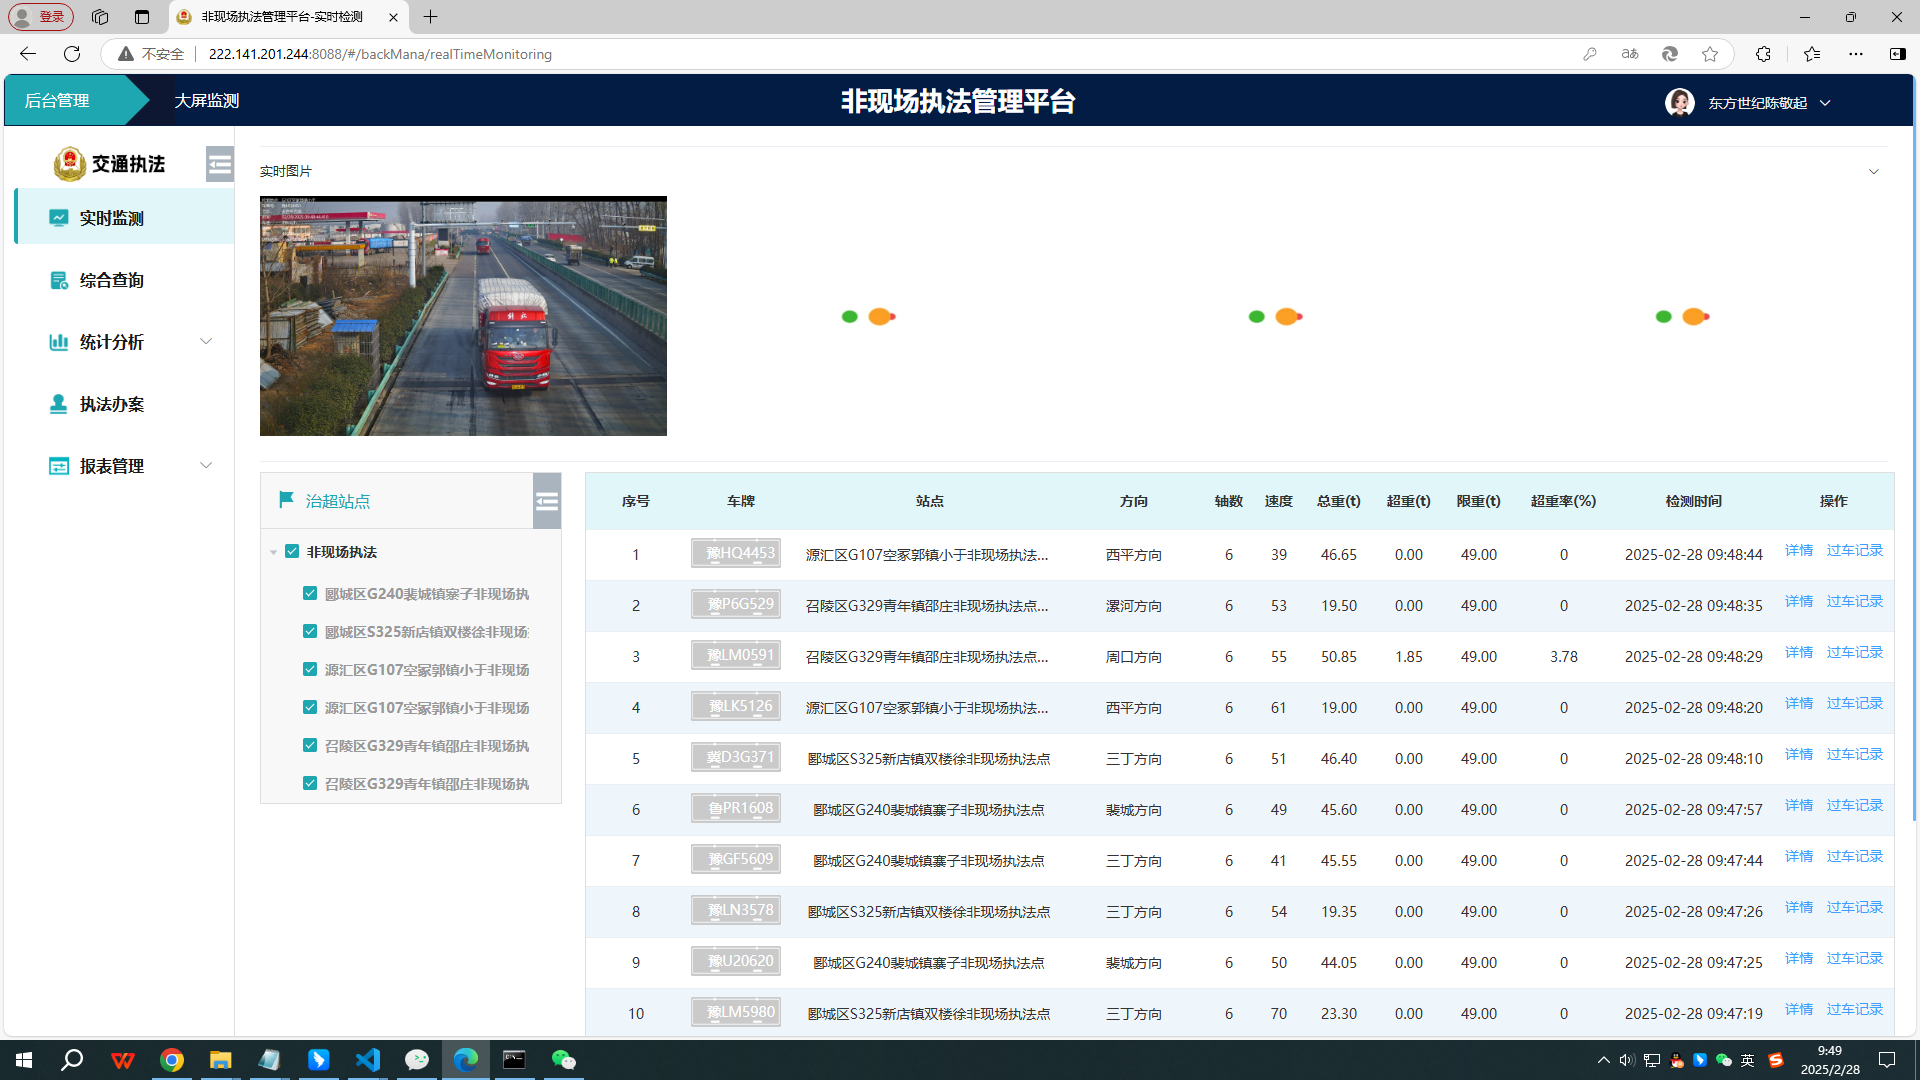 登录
非现场执法管理平台-实时检测
不安全
222.141.201.244:8088/#/backMana/realTimeMonitoring
后台管理
大屏监测
非现场执法管理平台
东方世纪陈敬起
交通执法
实时监测
综合查询
统计分析
执法办案
报表管理
实时图片
治超站点
非现场执法
郾城区G240裴城镇寨子非现场执
郾城区S325新店镇双楼徐非现场
源汇区G107空冢郭镇小于非现场
源汇区G107空冢郭镇小于非现场
召陵区G329青年镇邵庄非现场执
召陵区G329青年镇邵庄非现场执
序号 车牌 站点 方向 轴数 速度 总重(t) 超重(t) 限重(t) 超重率(%) 检测时间 操作
1 豫HQ4453 源汇区G107空冢郭镇小于非现场执法... 西平方向 6 39 46.65 0.00 49.00 0 2025-02-28 09:48:44 详情 过车记录
2 豫P6G529 召陵区G329青年镇邵庄非现场执法点... 漯河方向 6 53 19.50 0.00 49.00 0 2025-02-28 09:48:35 详情 过车记录
3 豫LM0591 召陵区G329青年镇邵庄非现场执法点... 周口方向 6 55 50.85 1.85 49.00 3.78 2025-02-28 09:48:29 详情 过车记录
4 豫LK5126 源汇区G107空冢郭镇小于非现场执法... 西平方向 6 61 19.00 0.00 49.00 0 2025-02-28 09:48:20 详情 过车记录
5 冀D3G371 郾城区S325新店镇双楼徐非现场执法点 三丁方向 6 51 46.40 0.00 49.00 0 2025-02-28 09:48:10 详情 过车记录
6 鲁PR1608 郾城区G240裴城镇寨子非现场执法点 裴城方向 6 49 45.60 0.00 49.00 0 2025-02-28 09:47:57 详情 过车记录
7 豫GF5609 郾城区G240裴城镇寨子非现场执法点 三丁方向 6 41 45.55 0.00 49.00 0 2025-02-28 09:47:44 详情 过车记录
8 豫LN3578 郾城区S325新店镇双楼徐非现场执法点 三丁方向 6 54 19.35 0.00 49.00 0 2025-02-28 09:47:26 详情 过车记录
9 豫U20620 郾城区G240裴城镇寨子非现场执法点 裴城方向 6 50 44.05 0.00 49.00 0 2025-02-28 09:47:25 详情 过车记录
10 豫LM5980 郾城区S325新店镇双楼徐非现场执法点 三丁方向 6 70 23.30 0.00 49.00 0 2025-02-28 09:47:19 详情 过车记录
英
9:49
2025/2/28